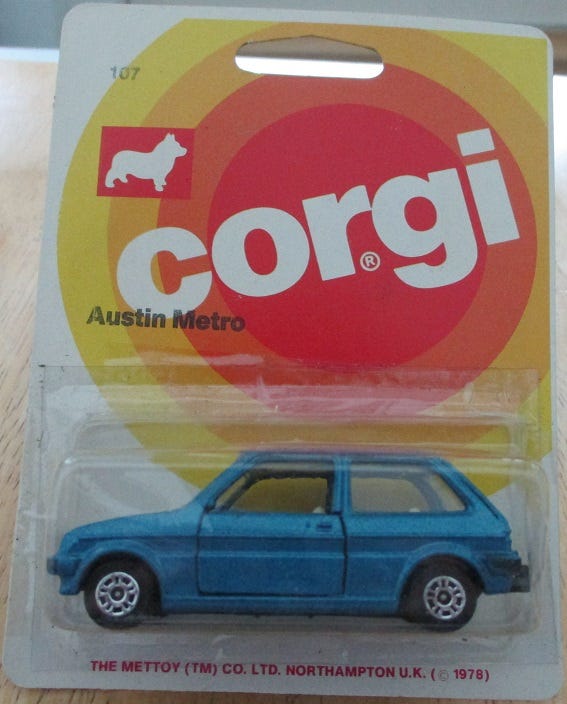 107
corgi®
Austin Metro
THE METTOY (TM) CO. LTD. NORTHAMPTON U.K. (© 1978)